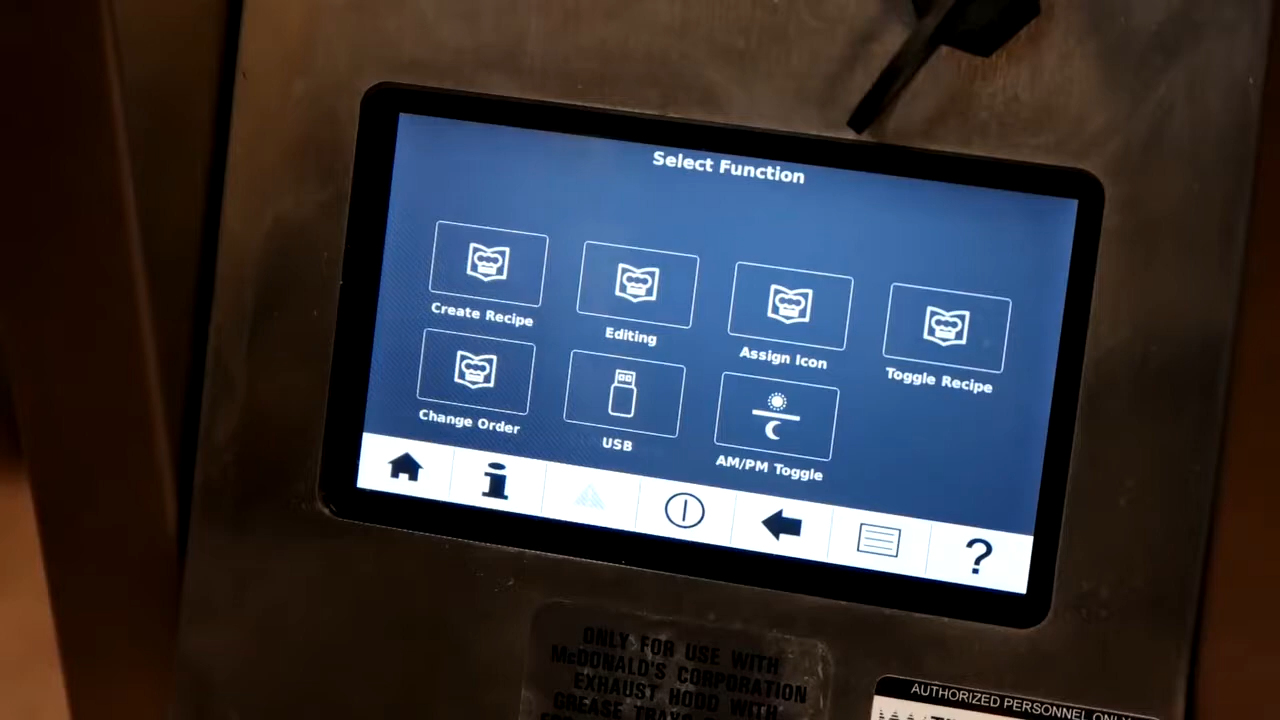 Select Function
Create Recipe
Editing
Assign Icon
Toggle Recipe
Change Order
USB
AM/PM Toggle
?
ONLY FOR USE WITH
McDONALD'S CORPORATION
EXHAUST HOOD WITH
GREASE TRAYS
AUTHORIZED PERSONNEL ONLY